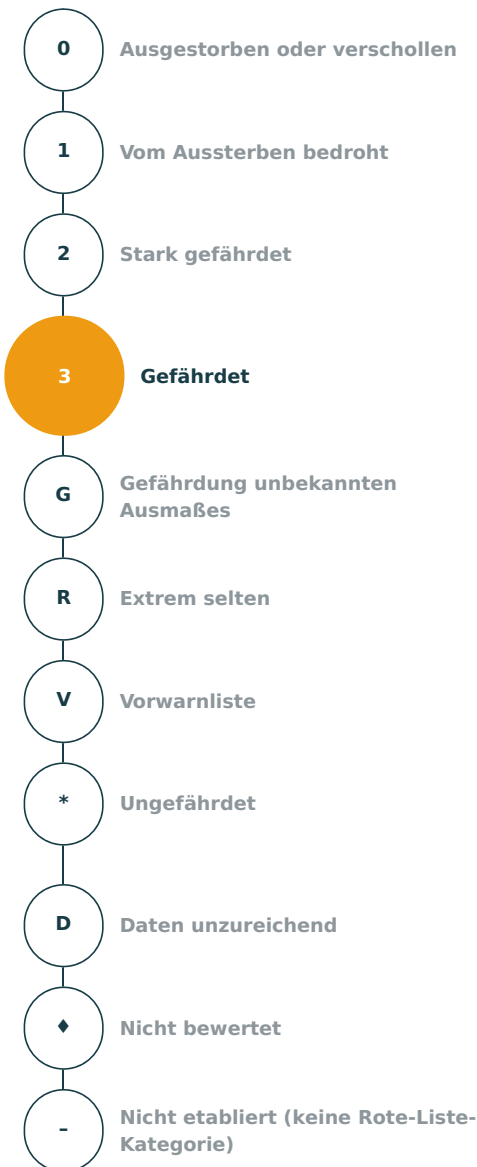 0 Ausgestorben oder verschollen
1 Vom Aussterben bedroht
2 Stark gefährdet
3 Gefährdet
G Gefährdung unbekannten
Ausmaßes
R Extrem selten
V Vorwarnliste
* Ungefährdet
D Daten unzureichend
♦ Nicht bewertet
– Nicht etabliert (keine Rote-Liste-
Kategorie)